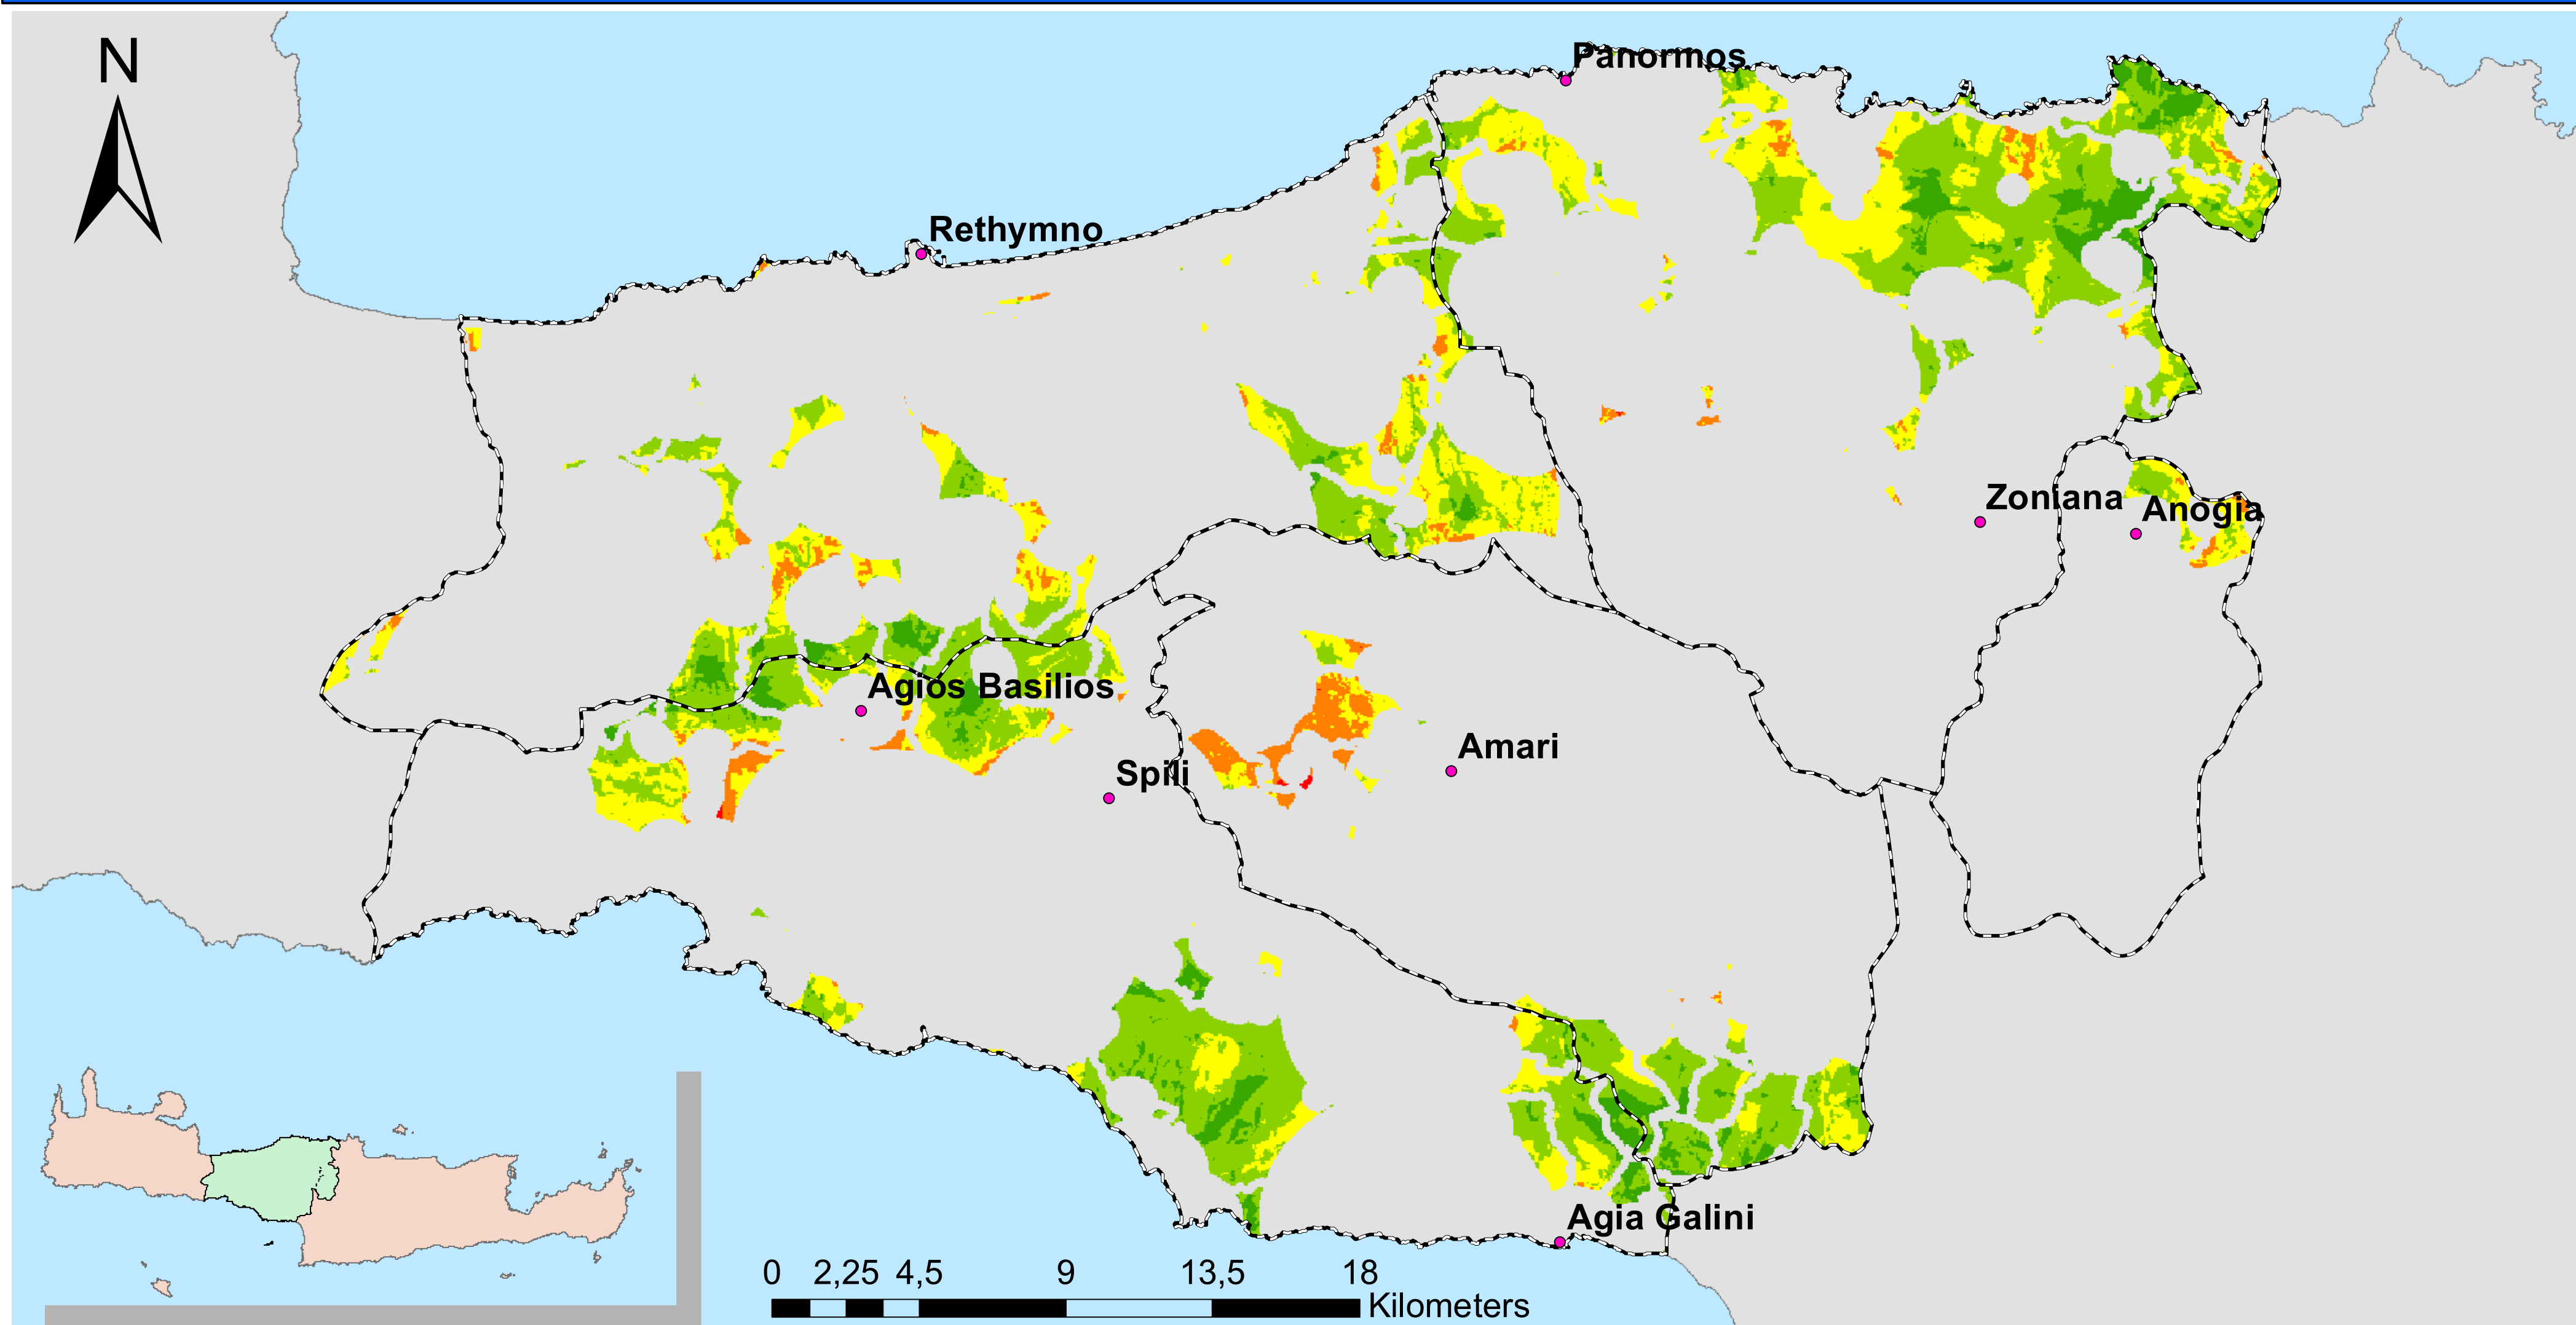 N
Panormos
Rethymno
Zoniana
Anogia
Agios Basilios
Amari
Spili
Agia Galini
0 2,25 4,5 9 13,5 18
Kilometers